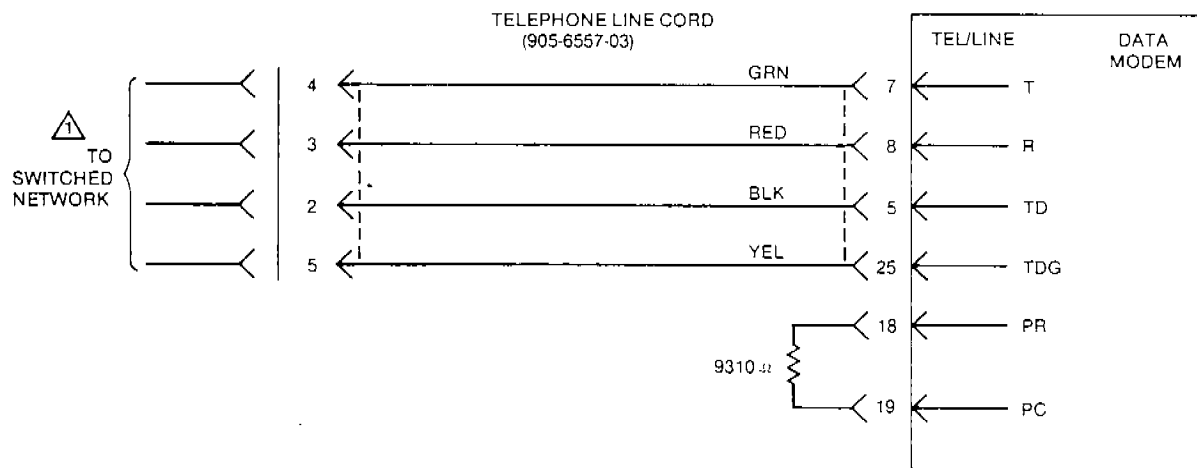 TELEPHONE LINE CORD
(905-6557-03)
TEL/LINE
DATA
MODEM
1
TO
SWITCHED
NETWORK
4 GRN 7 T
3 RED 8 R
2 BLK 5 TD
5 YEL 25 TDG
18 PR
9310 Ω
19 PC